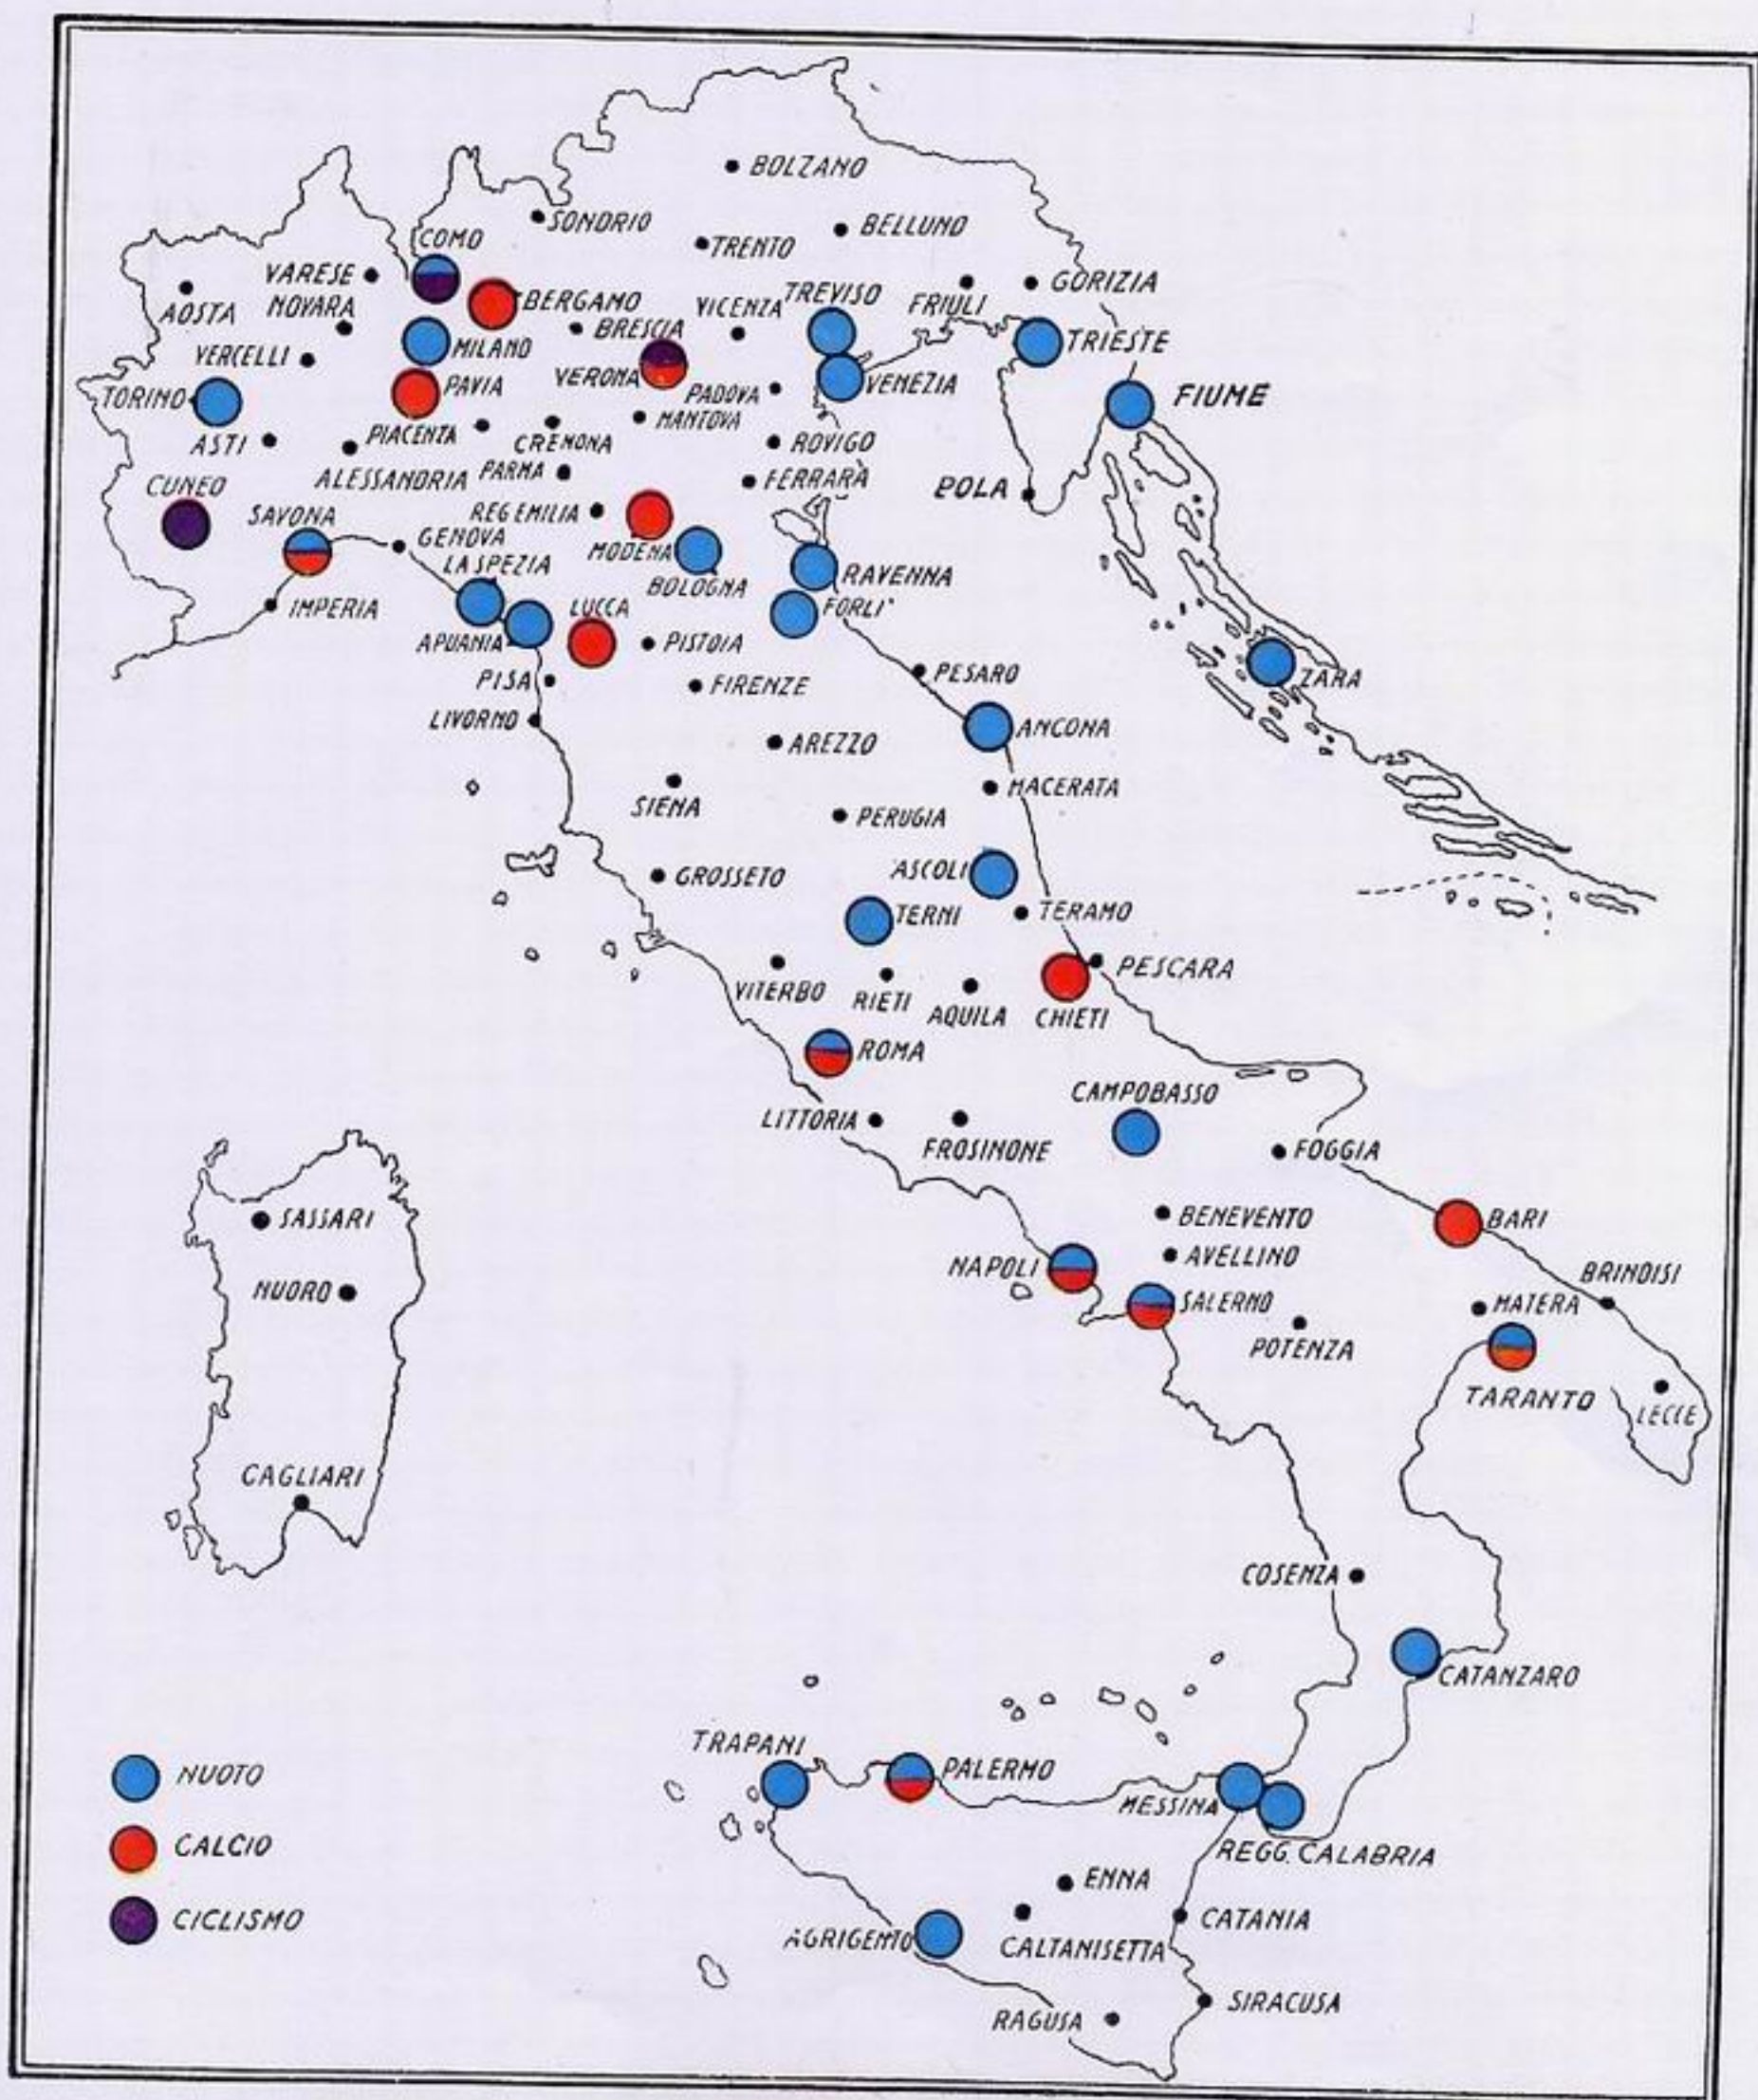 BOLZANO
SONDRIO
BELLUNO
COMO
TRENTO
VARESE
GORIZIA
AOSTA
NOVARA
BERGAMO
VICENZA
TREVISO
FRIULI
BRESCIA
MILANO
TRIESTE
VERCELLI
VERONA
PAVIA
PADOVA
VENEZIA
FIUME
TORINO
MANTOVA
ASTI
PIACENZA
CREMONA
ROVIGO
ALESSANDRIA
PARMA
FERRARA
POLA
CUNEO
SAVONA
REG EMILIA
GENOVA
MODENA
LA SPEZIA
BOLOGNA
RAVENNA
IMPERIA
LUCCA
FORLI'
APUANIA
PISTOIA
PISA
FIRENZE
PESARO
ZARA
LIVORNO
ANCONA
AREZZO
SIENA
MACERATA
PERUGIA
GROSSETO
ASCOLI
TERNI
TERAMO
PESCARA
VITERBO
RIETI
AQUILA
CHIETI
ROMA
CAMPOBASSO
LITTORIA
FROSINONE
FOGGIA
SASSARI
BENEVENTO
BARI
AVELLINO
NAPOLI
NUORO
SALERNO
BRINDISI
MATERA
POTENZA
TARANTO
LECCE
CAGLIARI
COSENZA
CATANZARO
TRAPANI
PALERMO
MESSINA
REGG. CALABRIA
ENNA
CATANIA
AGRIGENTO
CALTANISETTA
SIRACUSA
RAGUSA
NUOTO
CALCIO
CICLISMO